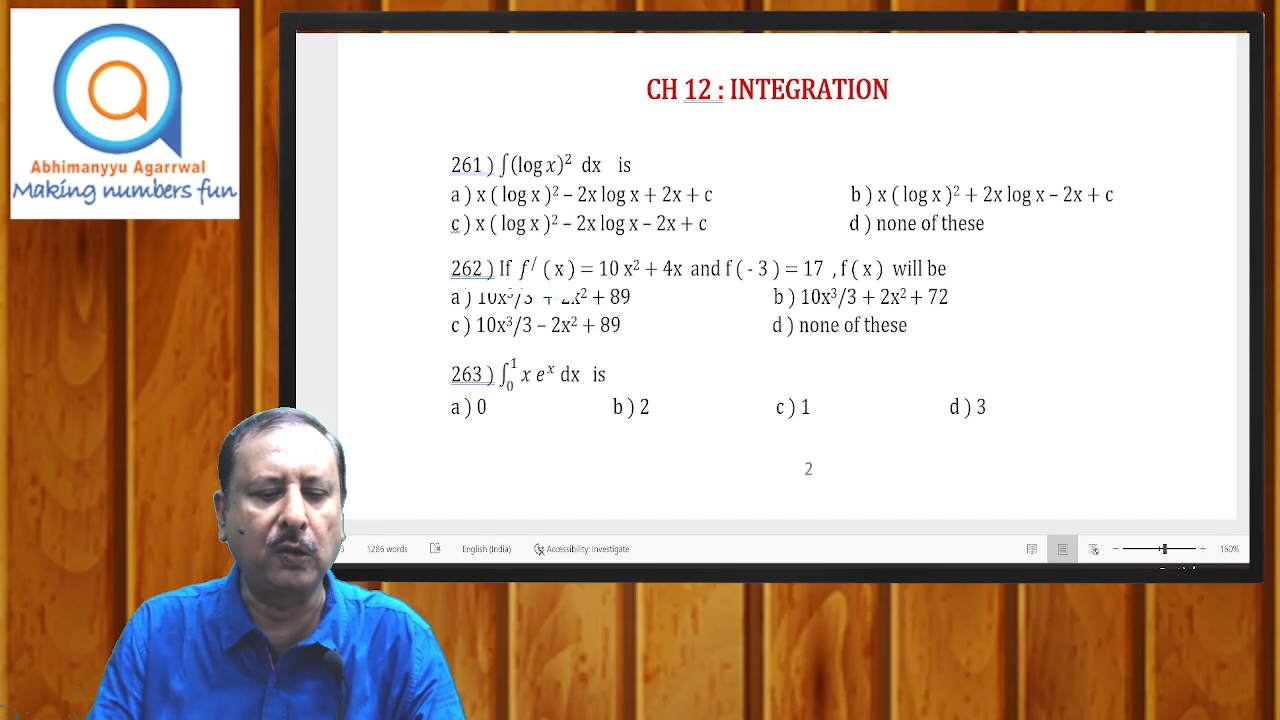 Abhimanyyu Agarrwal
Making numbers fun
CH 12 : INTEGRATION
261 ) ∫(log x)² dx is
a ) x ( log x )² – 2x log x + 2x + c b ) x ( log x )² + 2x log x – 2x + c
c ) x ( log x )² – 2x log x – 2x + c d ) none of these
262 ) If f′ ( x ) = 10 x² + 4x and f ( - 3 ) = 17 , f ( x ) will be
a ) 10x³/3 + 2x² + 89 b ) 10x³/3 + 2x² + 72
c ) 10x³/3 – 2x² + 89 d ) none of these
263 ) ∫₀¹ x eˣ dx is
a ) 0 b ) 2 c ) 1 d ) 3
2
1286 words English (India) Accessibility: Investigate 160%